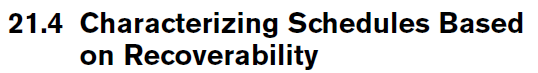 21.4 Characterizing Schedules Based
on Recoverability